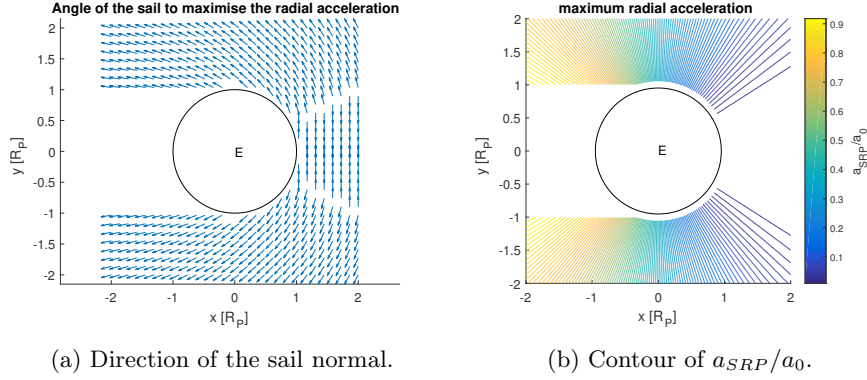 Angle of the sail to maximise the radial acceleration
2
1.5
1
0.5
0
-0.5
-1
-1.5
-2
y [R_P]
E
-2 -1 0 1 2
x [R_P]
(a) Direction of the sail normal.
maximum radial acceleration
2
1.5
1
0.5
0
-0.5
-1
-1.5
-2
y [R_P]
E
-2 -1 0 1 2
x [R_P]
0.9
0.8
0.7
0.6
0.5
0.4
0.3
0.2
0.1
a_SRP/a_0
(b) Contour of a_SRP/a_0.